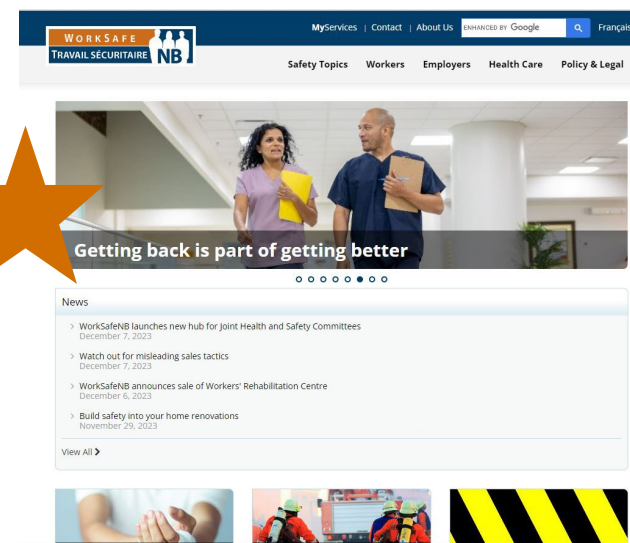 MyServices | Contact | About Us ENHANCED BY Google Français
WORKSAFE
TRAVAIL SÉCURITAIRE NB
Safety Topics Workers Employers Health Care Policy & Legal
Getting back is part of getting better
News
> WorkSafeNB launches new hub for Joint Health and Safety Committees
December 7, 2023
> Watch out for misleading sales tactics
December 7, 2023
> WorkSafeNB announces sale of Workers' Rehabilitation Centre
December 6, 2023
> Build safety into your home renovations
November 29, 2023
View All >